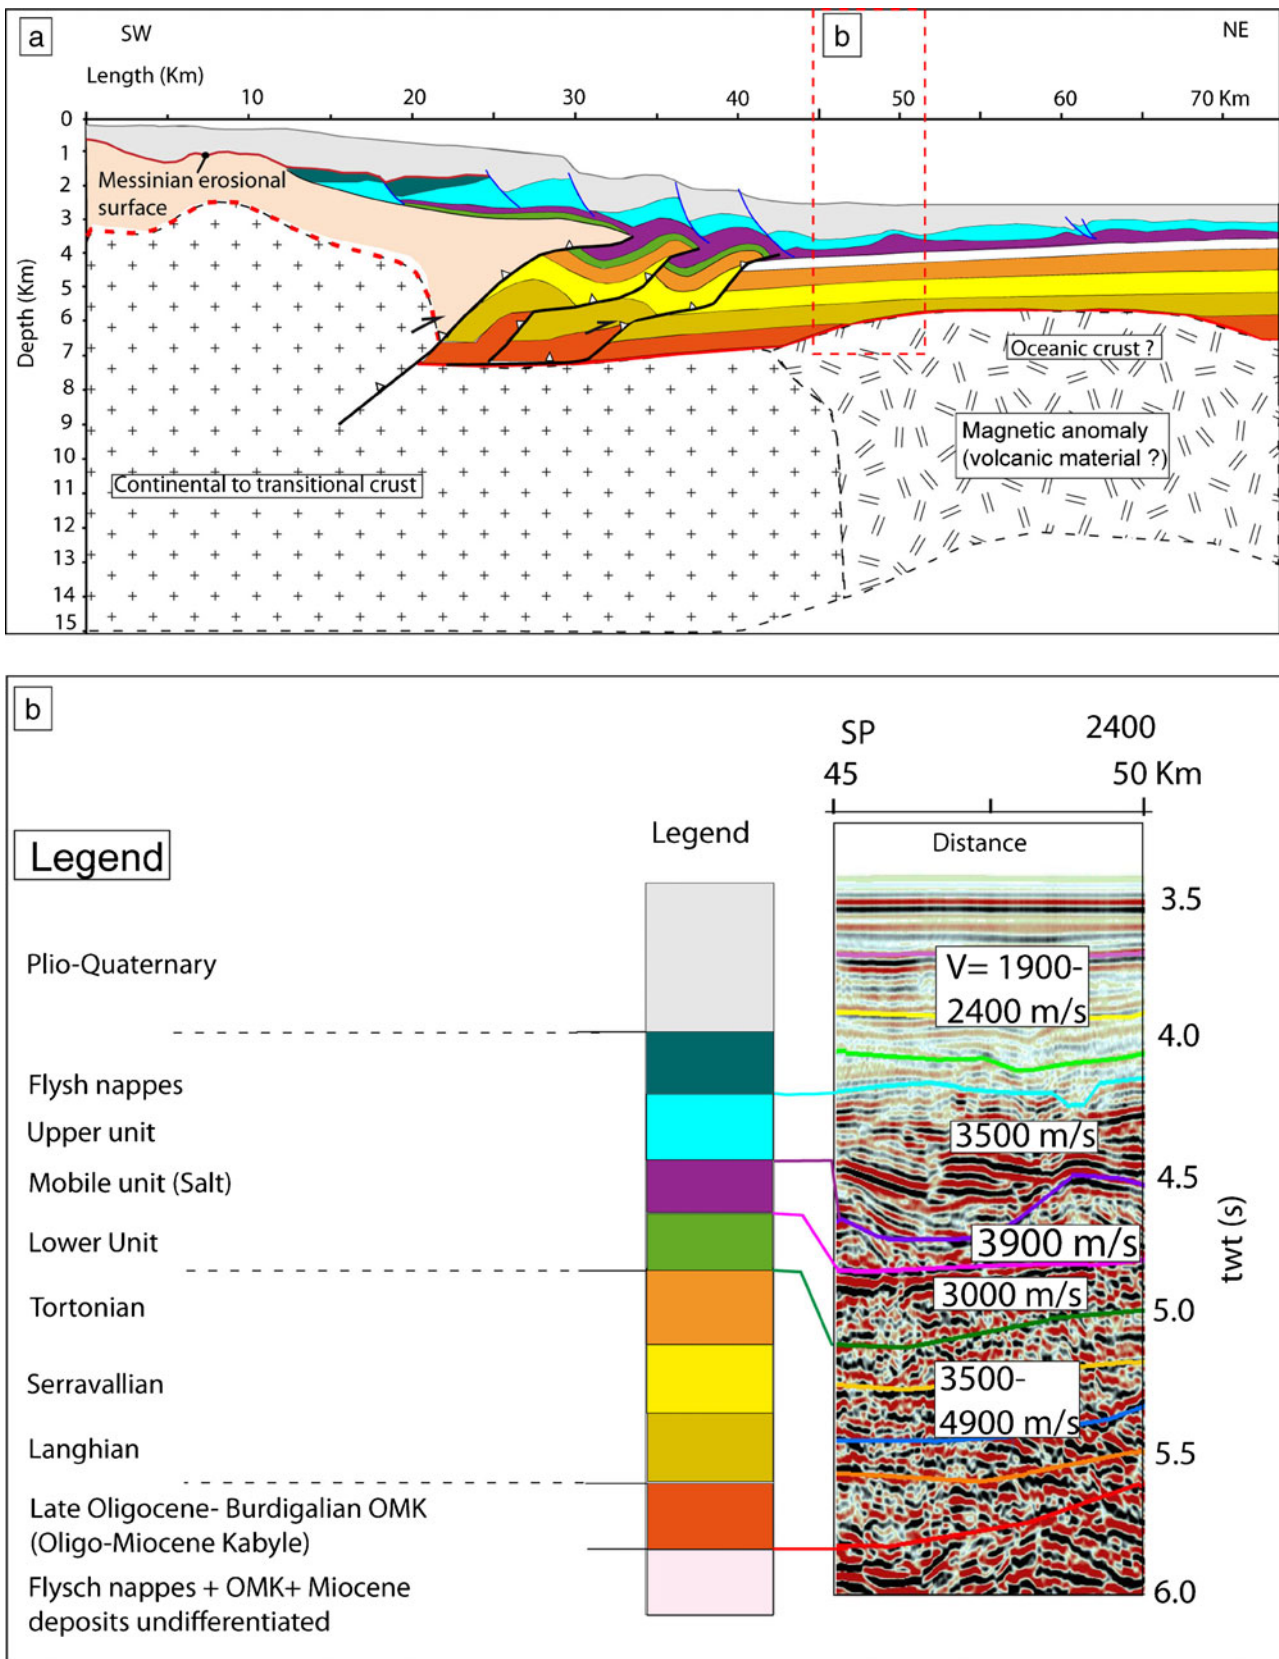 a
SW
b
NE
Length (Km)
10
20
30
40
50
60
70 Km
0
1
2
3
4
5
6
7
8
9
10
11
12
13
14
15
Depth (Km)
Messinian erosional
surface
Oceanic crust ?
Magnetic anomaly
(volcanic material ?)
Continental to transitional crust
b
SP
2400
45
50 Km
Legend
Legend
Distance
Plio-Quaternary
Flysh nappes
Upper unit
Mobile unit (Salt)
Lower Unit
Tortonian
Serravallian
Langhian
Late Oligocene- Burdigalian OMK
(Oligo-Miocene Kabyle)
Flysch nappes + OMK+ Miocene
deposits undifferentiated
V= 1900-
2400 m/s
3500 m/s
3900 m/s
3000 m/s
3500-
4900 m/s
3.5
4.0
4.5
5.0
5.5
6.0
twt (s)